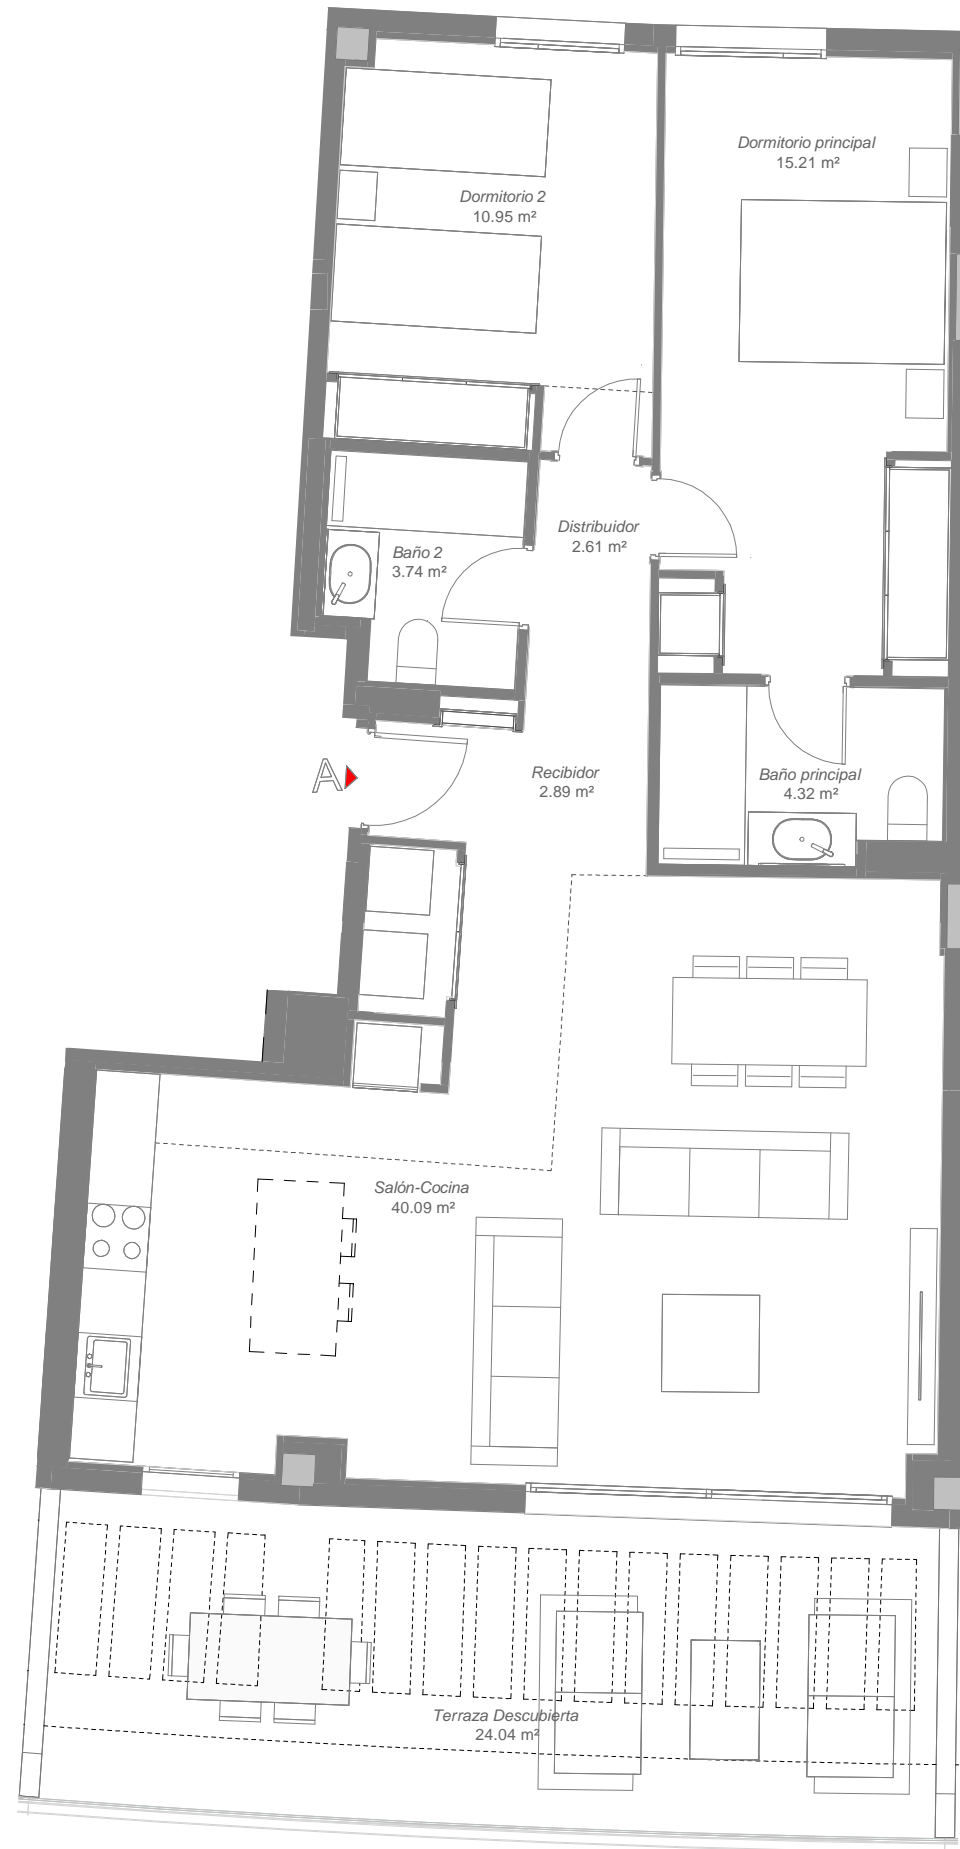 Dormitorio principal
15.21 m²
Dormitorio 2
10.95 m²
Distribuidor
2.61 m²
Baño 2
3.74 m²
A
Recibidor
2.89 m²
Baño principal
4.32 m²
Salón-Cocina
40.09 m²
Terraza Descubierta
24.04 m²